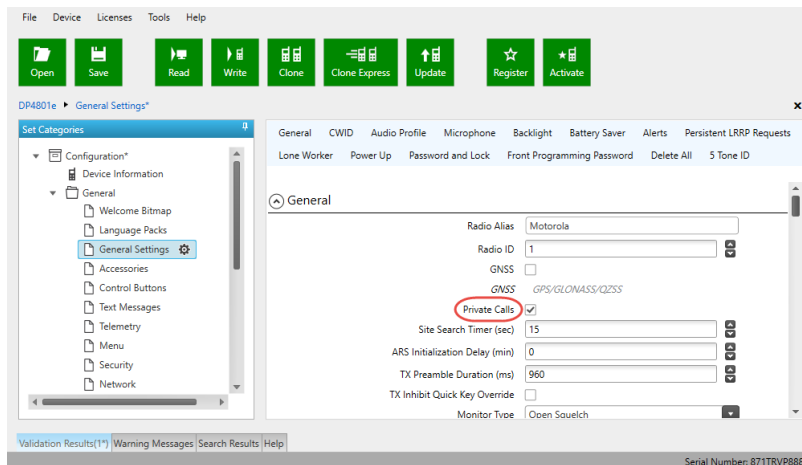 File Device Licenses Tools Help
Open Save Read Write Clone Clone Express Update Register Activate
DP4801e General Settings*
Set Categories
Configuration*
Device Information
General
Welcome Bitmap
Language Packs
General Settings
Accessories
Control Buttons
Text Messages
Telemetry
Menu
Security
Network
General CWID Audio Profile Microphone Backlight Battery Saver Alerts Persistent LRRP Requests
Lone Worker Power Up Password and Lock Front Programming Password Delete All 5 Tone ID
General
Radio Alias Motorola
Radio ID 1
GNSS
GNSS GPS/GLONASS/QZSS
Private Calls
Site Search Timer (sec) 15
ARS Initialization Delay (min) 0
TX Preamble Duration (ms) 960
TX Inhibit Quick Key Override
Monitor Type Open Squelch
Validation Results(1*) Warning Messages Search Results Help
Serial Number: 871TRVP888